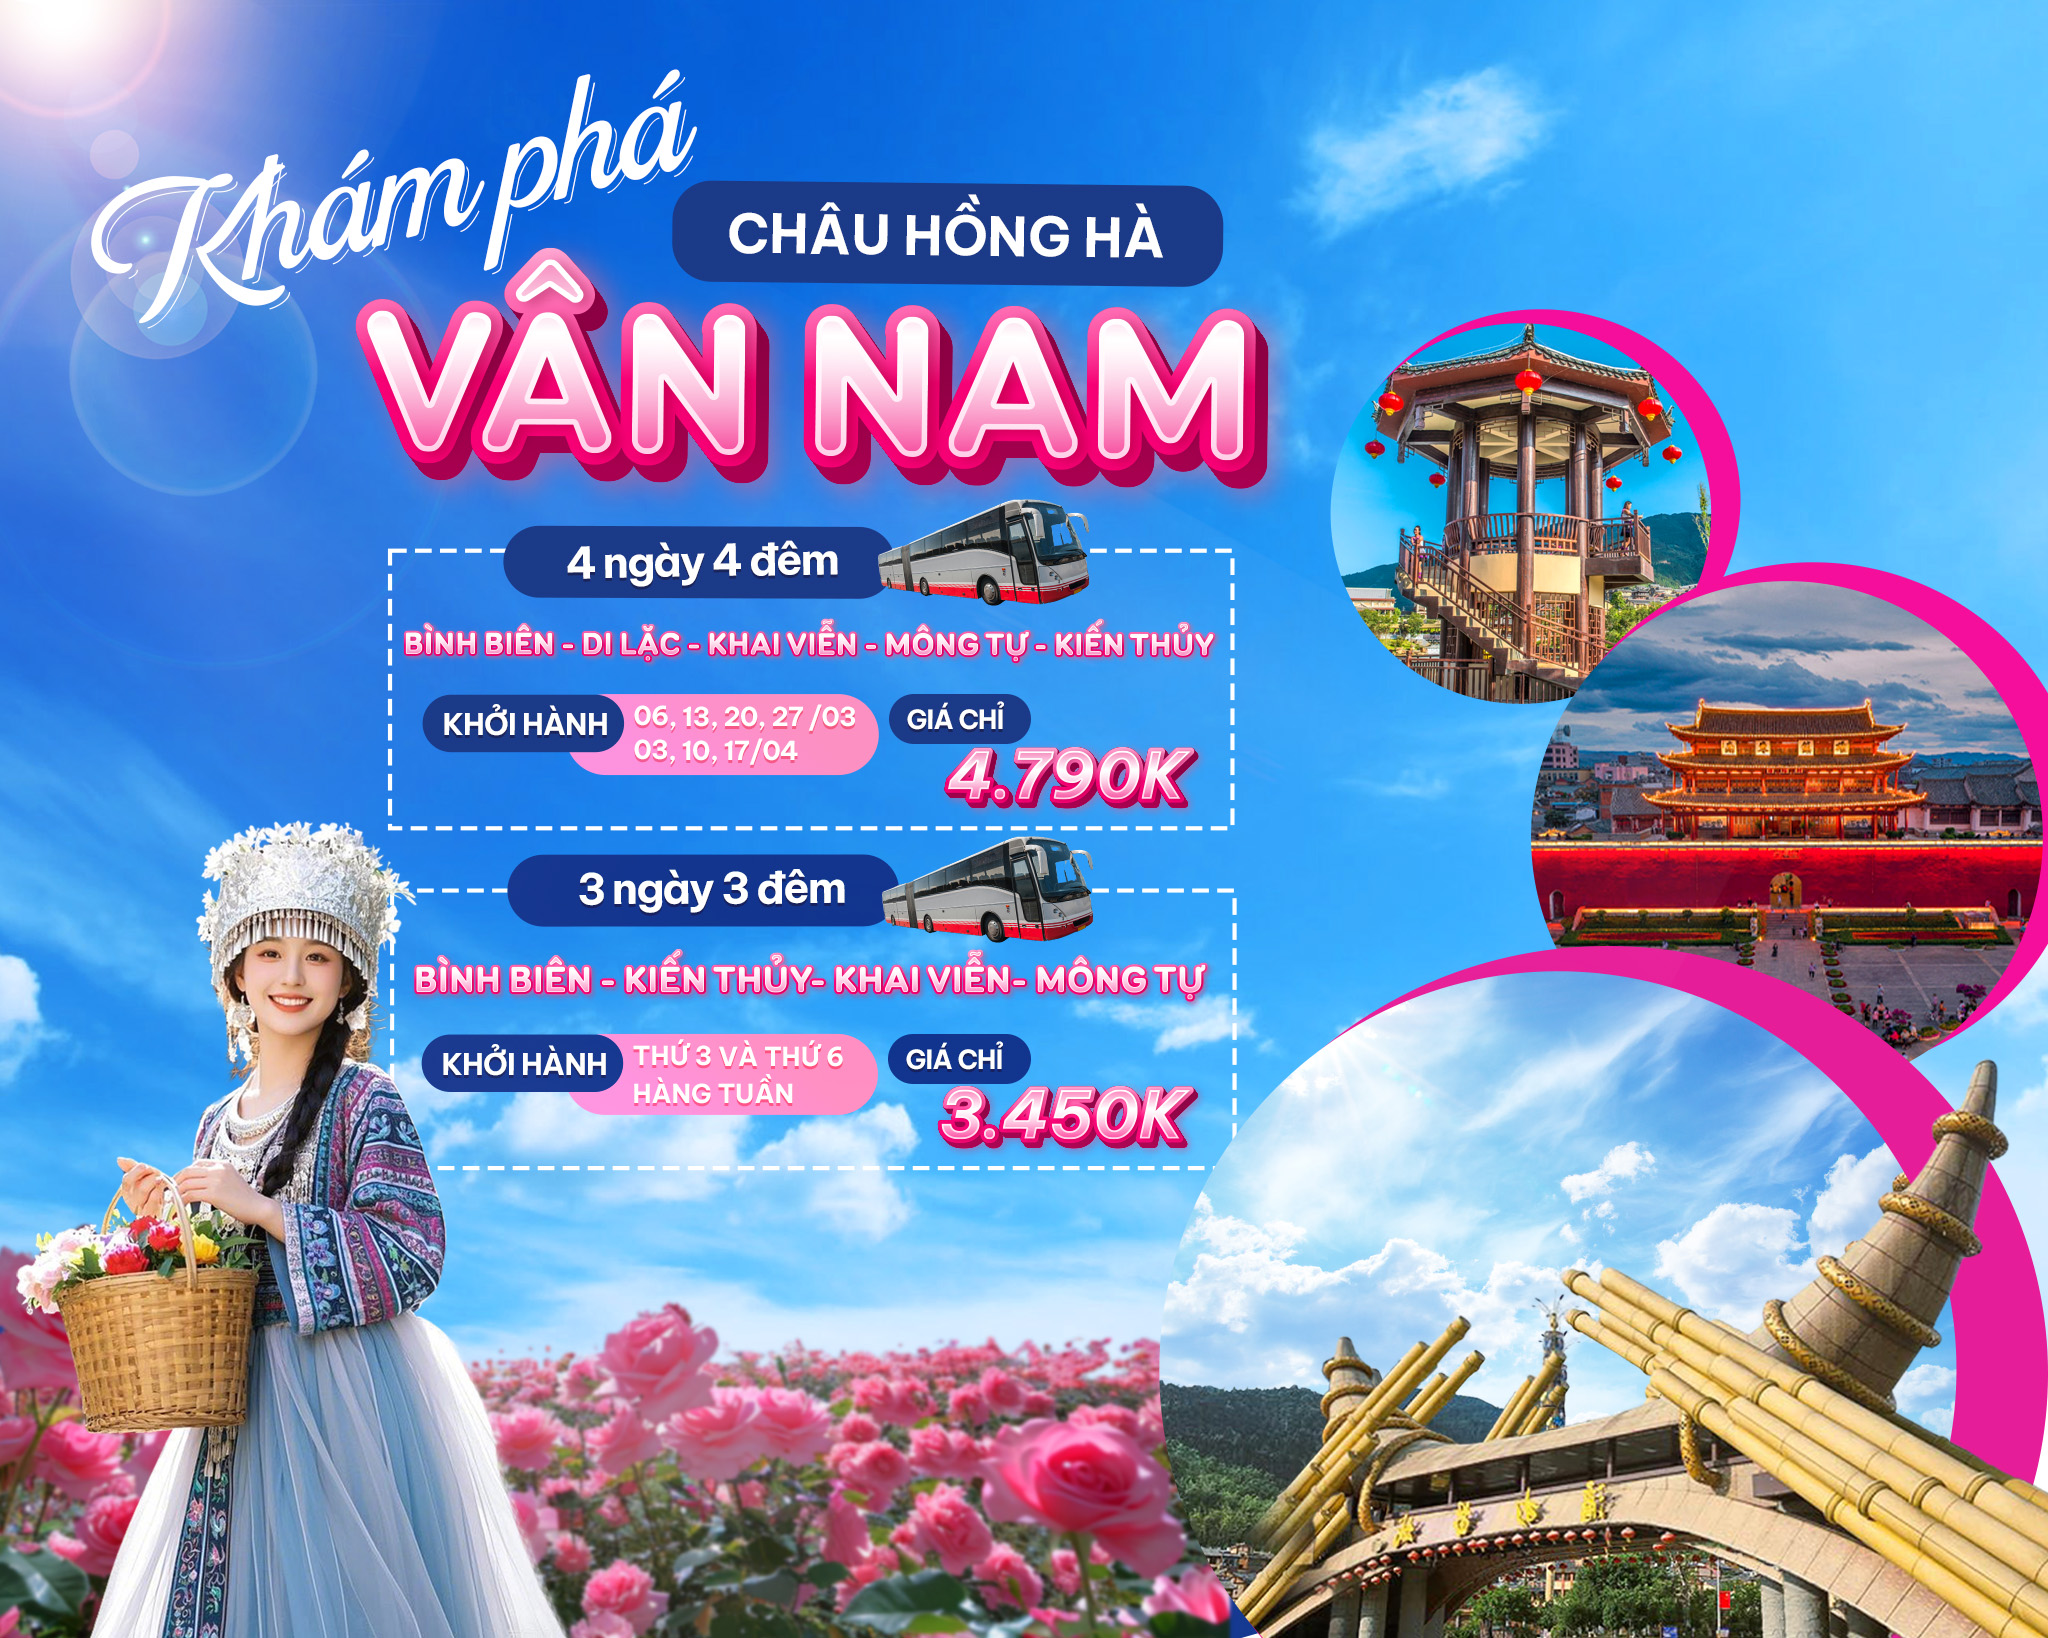 Khám phá
CHÂU HỒNG HÀ
VÂN NAM
4 ngày 4 đêm
BÌNH BIÊN - DI LẶC - KHAI VIỄN - MÔNG TỰ - KIẾN THỦY
KHỞI HÀNH
06, 13, 20, 27 /03
03, 10, 17/04
GIÁ CHỈ
4.790K
3 ngày 3 đêm
BÌNH BIÊN - KIẾN THỦY- KHAI VIỄN- MÔNG TỰ
KHỞI HÀNH
THỨ 3 VÀ THỨ 6
HÀNG TUẦN
GIÁ CHỈ
3.450K